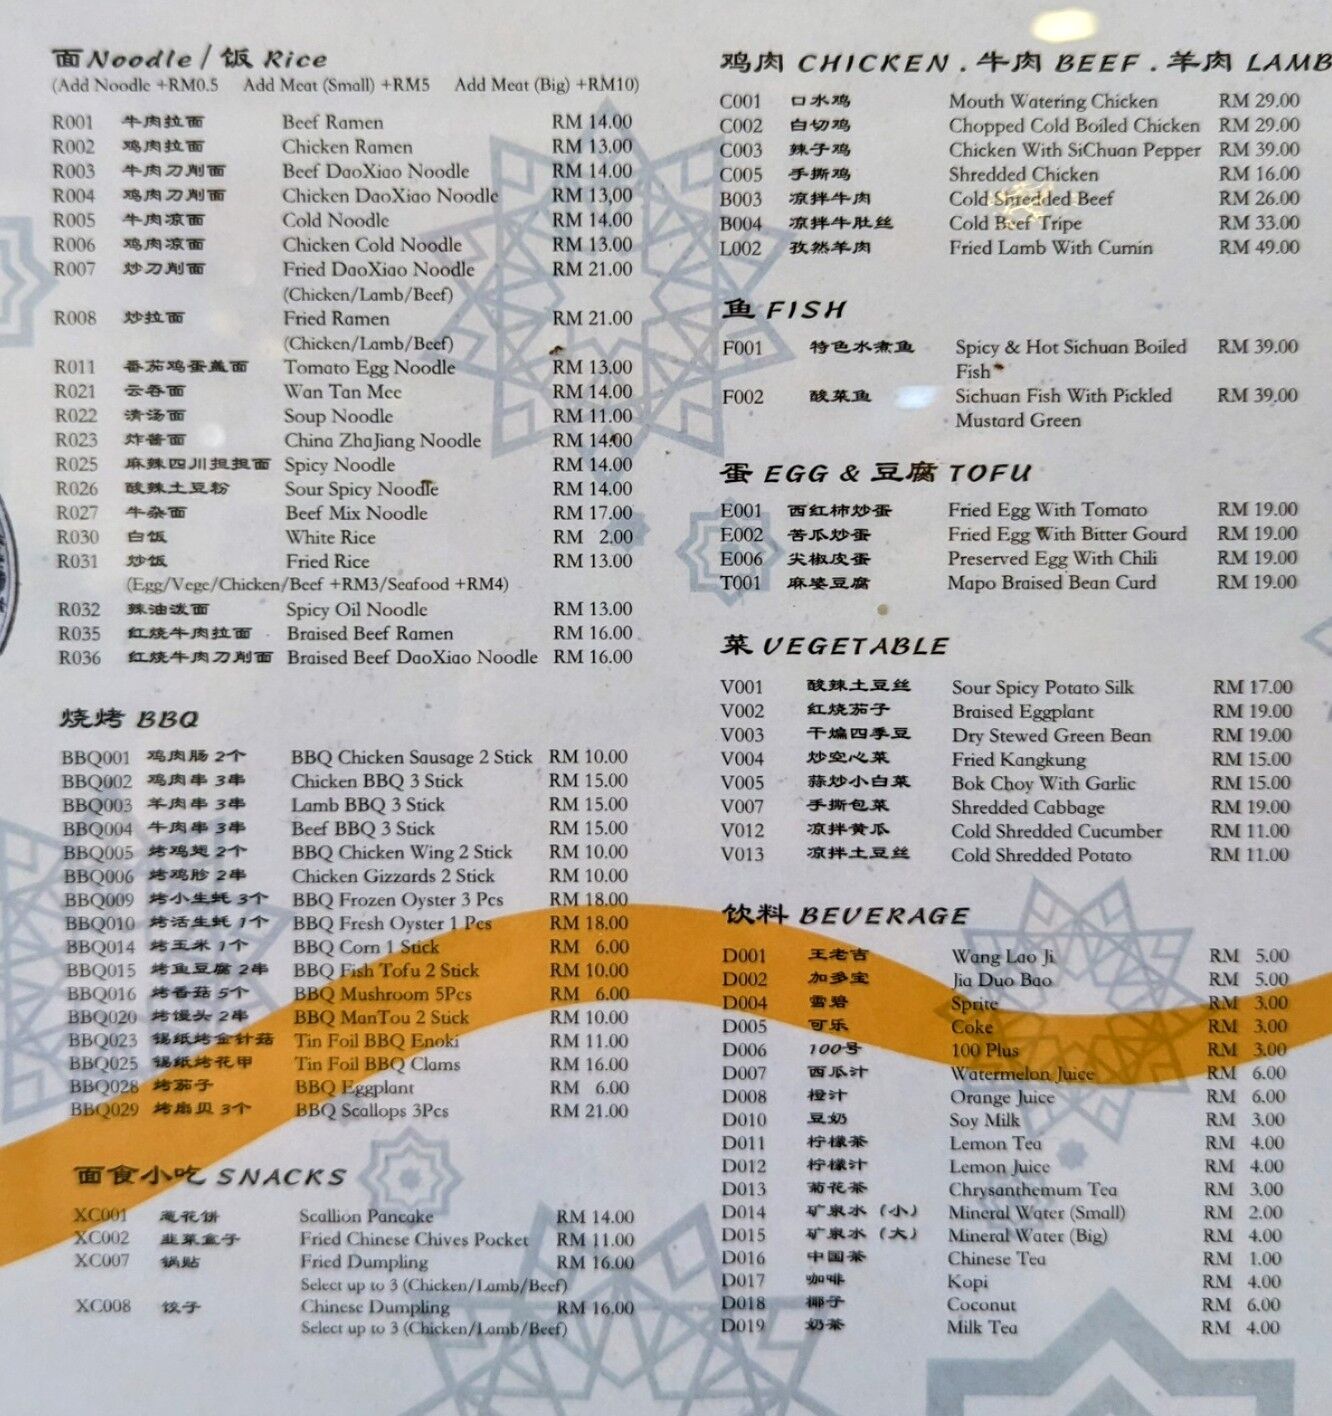 面 Noodle / 饭 Rice
(Add Noodle +RM0.5 Add Meat (Small) +RM5 Add Meat (Big) +RM10)
R001 牛肉拉面 Beef Ramen RM 14.00
R002 鸡肉拉面 Chicken Ramen RM 13.00
R003 牛肉刀削面 Beef DaoXiao Noodle RM 14.00
R004 鸡肉刀削面 Chicken DaoXiao Noodle RM 13,00
R005 牛肉凉面 Cold Noodle RM 14.00
R006 鸡肉凉面 Chicken Cold Noodle RM 13.00
R007 炒刀削面 Fried DaoXiao Noodle RM 21.00
(Chicken/Lamb/Beef)
R008 炒拉面 Fried Ramen RM 21.00
(Chicken/Lamb/Beef)
R011 番茄鸡蛋盖面 Tomato Egg Noodle RM 13.00
R021 云吞面 Wan Tan Mee RM 14.00
R022 清汤面 Soup Noodle RM 11.00
R023 炸酱面 China ZhaJiang Noodle RM 14.00
R025 麻辣四川担担面 Spicy Noodle RM 14.00
R026 酸辣土豆粉 Sour Spicy Noodle RM 14.00
R027 牛杂面 Beef Mix Noodle RM 17.00
R030 白饭 White Rice RM 2.00
R031 炒饭 Fried Rice RM 13.00
(Egg/Vege/Chicken/Beef +RM3/Seafood +RM4)
R032 辣油泼面 Spicy Oil Noodle RM 13.00
R035 红烧牛肉拉面 Braised Beef Ramen RM 16.00
R036 红烧牛肉刀削面 Braised Beef DaoXiao Noodle RM 16.00
烧烤 BBQ
BBQ001 鸡肉肠 2个 BBQ Chicken Sausage 2 Stick RM 10.00
BBQ002 鸡肉串 3串 Chicken BBQ 3 Stick RM 15.00
BBQ003 羊肉串 3串 Lamb BBQ 3 Stick RM 15.00
BBQ004 牛肉串 3串 Beef BBQ 3 Stick RM 15.00
BBQ005 烤鸡翅 2个 BBQ Chicken Wing 2 Stick RM 10.00
BBQ006 烤鸡胗 2串 Chicken Gizzards 2 Stick RM 10.00
BBQ009 烤小生蚝 3个 BBQ Frozen Oyster 3 Pcs RM 18.00
BBQ010 烤活生蚝 1个 BBQ Fresh Oyster 1 Pcs RM 18.00
BBQ014 烤玉米 1个 BBQ Corn 1 Stick RM 6.00
BBQ015 烤鱼豆腐 2串 BBQ Fish Tofu 2 Stick RM 10.00
BBQ016 烤香菇 5个 BBQ Mushroom 5Pcs RM 6.00
BBQ020 烤馒头 2串 BBQ ManTou 2 Stick RM 10.00
BBQ023 锡纸烤金针菇 Tin Foil BBQ Enoki RM 11.00
BBQ025 锡纸烤花甲 Tin Foil BBQ Clams RM 16.00
BBQ028 烤茄子 BBQ Eggplant RM 6.00
BBQ029 烤扇贝 3个 BBQ Scallops 3Pcs RM 21.00
面食小吃 SNACKS
XC001 葱花饼 Scallion Pancake RM 14.00
XC002 韭菜盒子 Fried Chinese Chives Pocket RM 11.00
XC007 锅贴 Fried Dumpling RM 16.00
Select up to 3 (Chicken/Lamb/Beef)
XC008 饺子 Chinese Dumpling RM 16.00
Select up to 3 (Chicken/Lamb/Beef)
鸡肉 CHICKEN . 牛肉 BEEF . 羊肉 LAMB
C001 口水鸡 Mouth Watering Chicken RM 29.00
C002 白切鸡 Chopped Cold Boiled Chicken RM 29.00
C003 辣子鸡 Chicken With SiChuan Pepper RM 39.00
C005 手撕鸡 Shredded Chicken RM 16.00
B003 凉拌牛肉 Cold Shredded Beef RM 26.00
B004 凉拌牛肚丝 Cold Beef Tripe RM 33.00
L002 孜然羊肉 Fried Lamb With Cumin RM 49.00
鱼 FISH
F001 特色水煮鱼 Spicy & Hot Sichuan Boiled RM 39.00
Fish
F002 酸菜鱼 Sichuan Fish With Pickled RM 39.00
Mustard Green
蛋 EGG & 豆腐 TOFU
E001 西红柿炒蛋 Fried Egg With Tomato RM 19.00
E002 苦瓜炒蛋 Fried Egg With Bitter Gourd RM 19.00
E006 尖椒皮蛋 Preserved Egg With Chili RM 19.00
T001 麻婆豆腐 Mapo Braised Bean Curd RM 19.00
菜 VEGETABLE
V001 酸辣土豆丝 Sour Spicy Potato Silk RM 17.00
V002 红烧茄子 Braised Eggplant RM 19.00
V003 干煸四季豆 Dry Stewed Green Bean RM 19.00
V004 炒空心菜 Fried Kangkung RM 15.00
V005 蒜炒小白菜 Bok Choy With Garlic RM 15.00
V007 手撕包菜 Shredded Cabbage RM 19.00
V012 凉拌黄瓜 Cold Shredded Cucumber RM 11.00
V013 凉拌土豆丝 Cold Shredded Potato RM 11.00
饮料 BEVERAGE
D001 王老吉 Wang Lao Ji RM 5.00
D002 加多宝 Jia Duo Bao RM 5.00
D004 雪碧 Sprite RM 3.00
D005 可乐 Coke RM 3.00
D006 100号 100 Plus RM 3.00
D007 西瓜汁 Watermelon Juice RM 6.00
D008 橙汁 Orange Juice RM 6.00
D010 豆奶 Soy Milk RM 3.00
D011 柠檬茶 Lemon Tea RM 4.00
D012 柠檬汁 Lemon Juice RM 4.00
D013 菊花茶 Chrysanthemum Tea RM 3.00
D014 矿泉水（小） Mineral Water (Small) RM 2.00
D015 矿泉水（大） Mineral Water (Big) RM 4.00
D016 中国茶 Chinese Tea RM 1.00
D017 咖啡 Kopi RM 4.00
D018 椰子 Coconut RM 6.00
D019 奶茶 Milk Tea RM 4.00